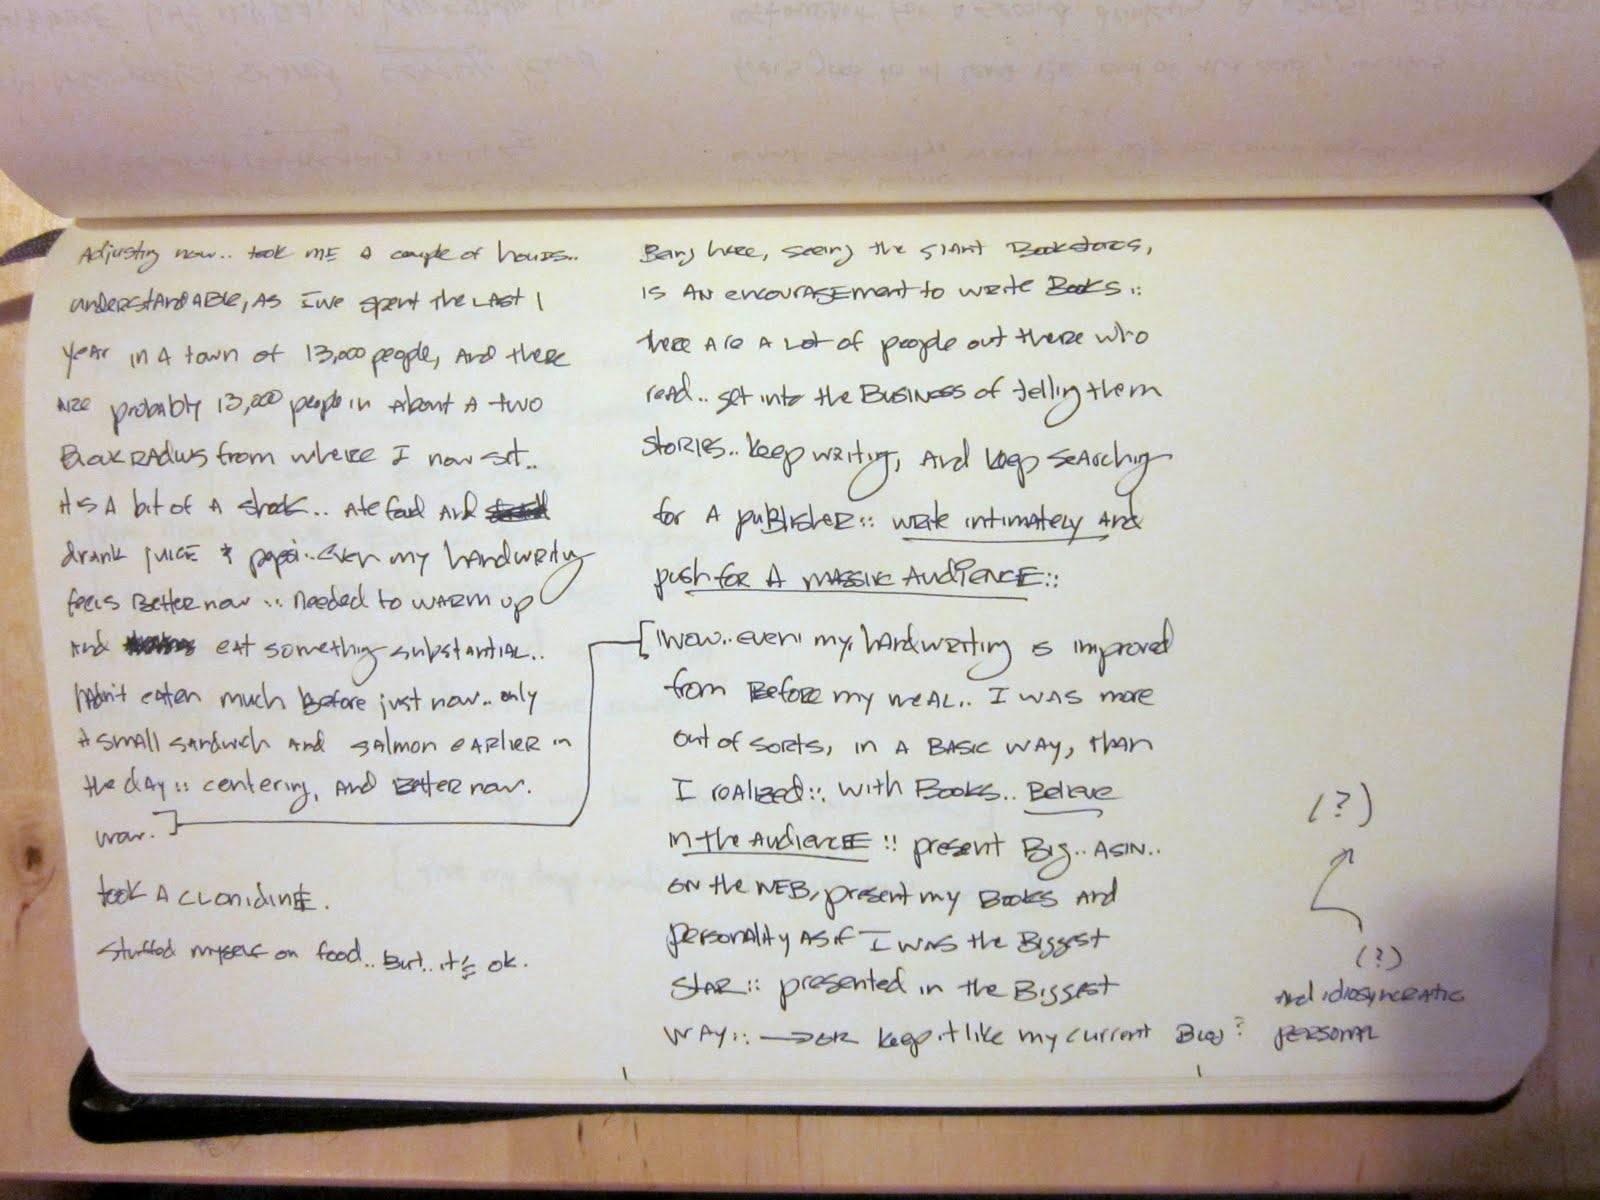 Adjusting now.. took me a couple of hours..
understandable, as I've spent the last 1
year in a town of 13,000 people, and there
are probably 13,000 people in about a two
block radius from where I now sit..
its a bit of a shock.. ate food and
drank juice & pepsi.. even my handwriting
feels better now :: needed to warm up
and eat something substantial..
hadn't eaten much before just now.. only
a small sandwich and salmon earlier in
the day :: centering, and better now.
wow. ]
took a clonidine.
stuffed myself on food.. but.. it's ok.
Being here, seeing the giant bookstores,
is an encouragement to write books ::
there are a lot of people out there who
read.. get into the business of telling them
stories.. keep writing, and keep searching
for a publisher :: write intimately and
push for a massive audience ::
[ wow.. even my handwriting is improved
from before my meal.. I was more
out of sorts, in a basic way, than
I realized :: with books.. Believe
in the audience :: present big.. as in..
on the web, present my books and
personality as if I was the biggest
star :: presented in the biggest
way :: → or keep it like my current blog?
(?)
(?)
and idiosyncratic
personal